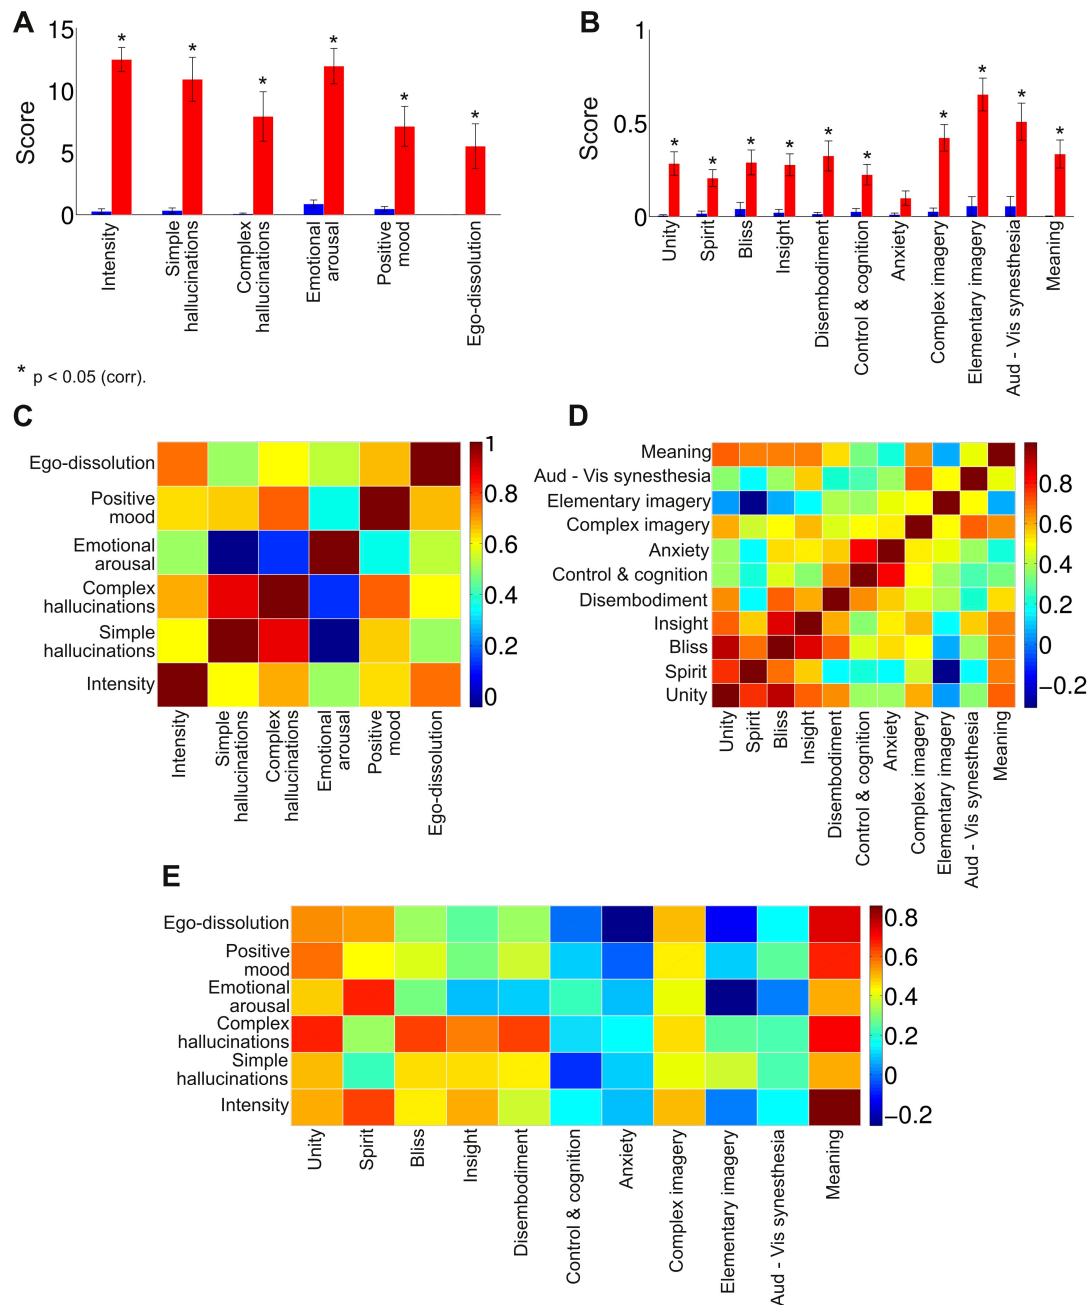 A
15
10
5
0
Score
*
*
*
*
*
*
Intensity
Simple
hallucinations
Complex
hallucinations
Emotional
arousal
Positive
mood
Ego-dissolution
* p < 0.05 (corr).
B
1
0.5
0
Score
*
*
*
*
*
*
*
*
*
*
Unity
Spirit
Bliss
Insight
Disembodiment
Control & cognition
Anxiety
Complex imagery
Elementary imagery
Aud - Vis synesthesia
Meaning
C
Ego-dissolution
Positive
mood
Emotional
arousal
Complex
hallucinations
Simple
hallucinations
Intensity
Intensity
Simple
hallucinations
Complex
hallucinations
Emotional
arousal
Positive
mood
Ego-dissolution
1
0.8
0.6
0.4
0.2
0
D
Meaning
Aud - Vis synesthesia
Elementary imagery
Complex imagery
Anxiety
Control & cognition
Disembodiment
Insight
Bliss
Spirit
Unity
Unity
Spirit
Bliss
Insight
Disembodiment
Control & cognition
Anxiety
Complex imagery
Elementary imagery
Aud - Vis synesthesia
Meaning
0.8
0.6
0.4
0.2
0
−0.2
E
Ego-dissolution
Positive
mood
Emotional
arousal
Complex
hallucinations
Simple
hallucinations
Intensity
Unity
Spirit
Bliss
Insight
Disembodiment
Control & cognition
Anxiety
Complex imagery
Elementary imagery
Aud - Vis synesthesia
Meaning
0.8
0.6
0.4
0.2
0
−0.2